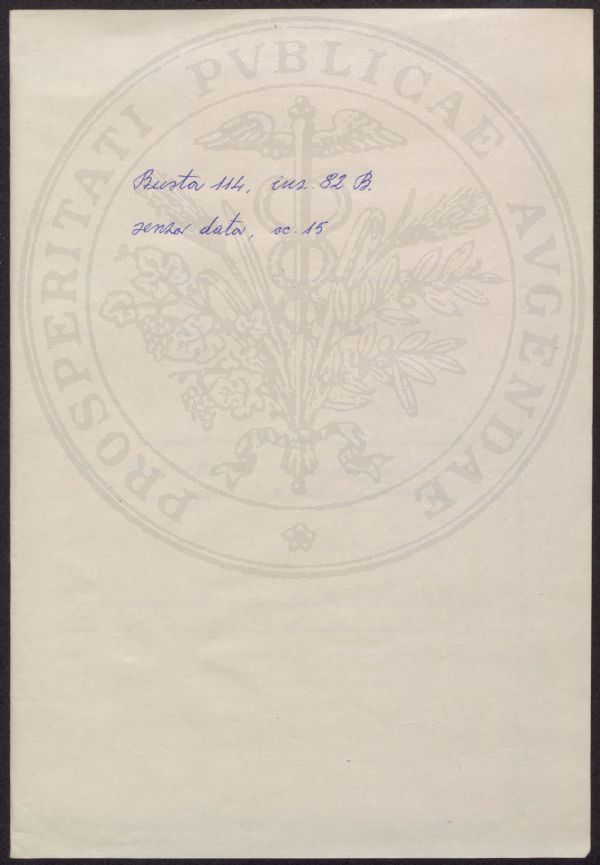 PROSPERITATI PVBLICAE AVGENDAE
Busta 114, ins. 82 B.
senza data, cc. 15